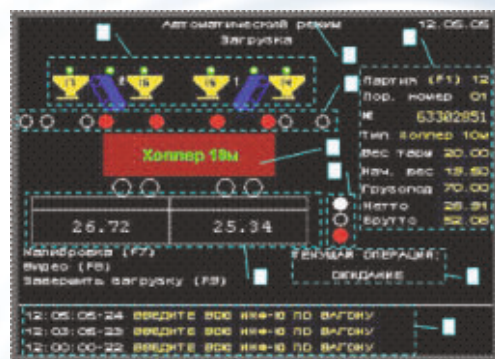 Автоматический режим 12.05.05
Загрузка
Партия (F1) 12
Пор. номер 01
№ 63302851
Тип Хоппер 10м
Вес тары 20.00
Нач. вес 19.60
Грузопод 70.00
Нетто
Брутто 52.06
Хоппер 10м
26.72 25.34
Калибровка (F7)
Видео (F8)
Завершить загрузку (F9)
ТЕКУЩАЯ ОПЕРАЦИЯ:
ОЖИДАНИЕ
12:05:05-24 ВВЕДИТЕ ВСЮ ИНФ-Ю ПО ВАГОНУ
12:03:05-23 ВВЕДИТЕ ВСЮ ИНФ-Ю ПО ВАГОНУ
12:00:00-22 ВВЕДИТЕ ВСЮ ИНФ-Ю ПО ВАГОНУ